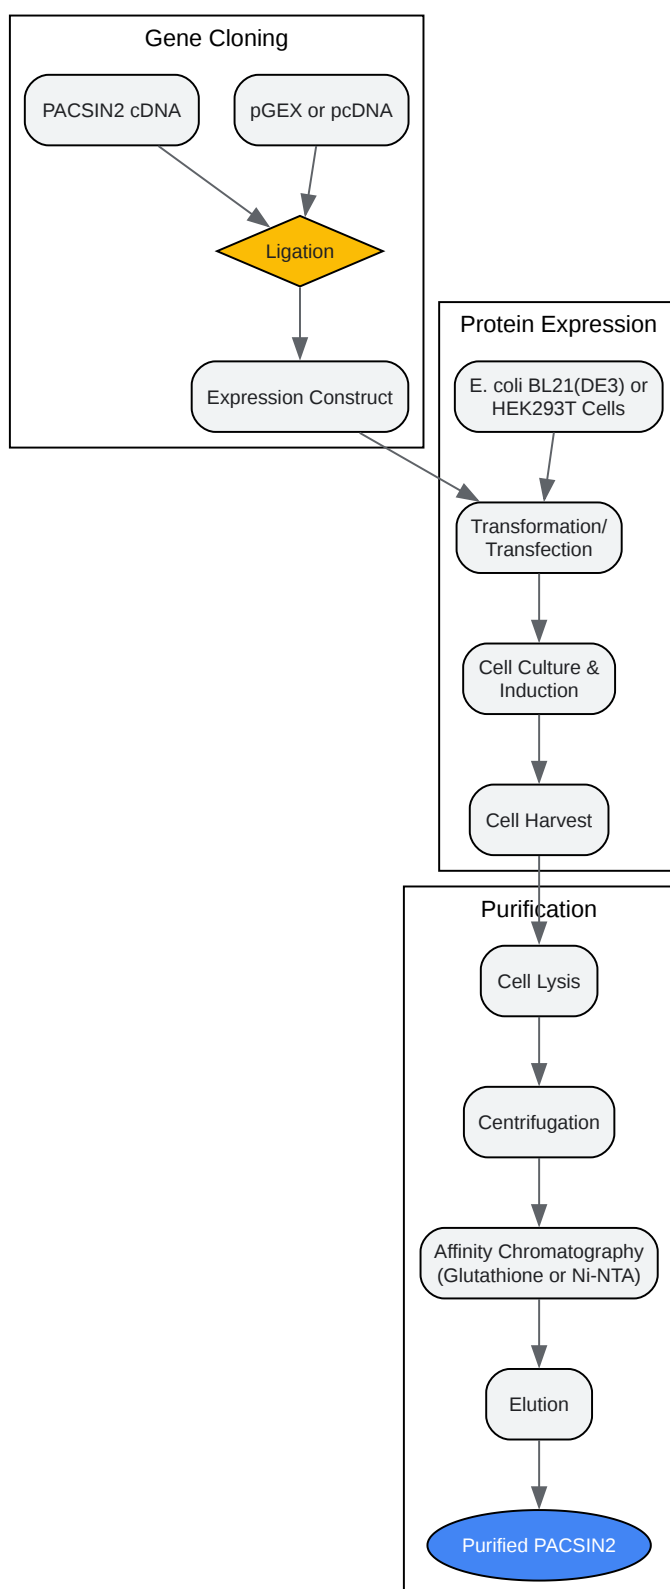 Gene Cloning
PACSIN2 cDNA
pGEX or pcDNA
Ligation
Expression Construct
Protein Expression
E. coli BL21(DE3) or
HEK293T Cells
Transformation/
Transfection
Cell Culture &
Induction
Cell Harvest
Purification
Cell Lysis
Centrifugation
Affinity Chromatography
(Glutathione or Ni-NTA)
Elution
Purified PACSIN2